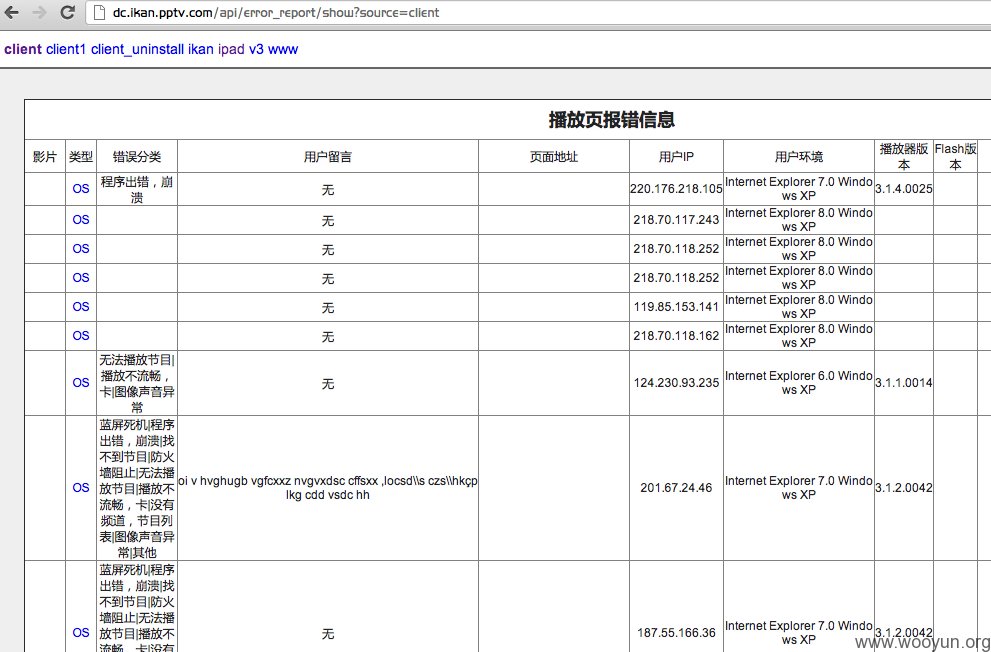 dc.ikan.pptv.com/api/error_report/show?source=client
client client1 client_uninstall ikan ipad v3 www
播放页报错信息
影片 类型 错误分类 用户留言 页面地址 用户IP 用户环境 播放器版本 Flash版本
OS 程序出错，崩溃 无 220.176.218.105 Internet Explorer 7.0 Windows XP 3.1.4.0025
OS 无 218.70.117.243 Internet Explorer 8.0 Windows XP
OS 无 218.70.118.252 Internet Explorer 8.0 Windows XP
OS 无 218.70.118.252 Internet Explorer 8.0 Windows XP
OS 无 119.85.153.141 Internet Explorer 8.0 Windows XP
OS 无 218.70.118.162 Internet Explorer 8.0 Windows XP
OS 无法播放节目|播放不流畅，卡|图像声音异常 无 124.230.93.235 Internet Explorer 6.0 Windows XP 3.1.1.0014
OS 蓝屏死机|程序出错，崩溃|找不到节目|防火墙阻止|无法播放节目|播放不流畅，卡|没有频道，节目列表|图像声音异常|其他 oi v hvghugb vgfcxxz nvgvxdsc cffsxx ,locsd\\s czs\\hkçp lkg cdd vsdc hh 201.67.24.46 Internet Explorer 7.0 Windows XP 3.1.2.0042
OS 蓝屏死机|程序出错，崩溃|找不到节目|防火墙阻止|无法播放节目|播放不流畅，卡|没有 无 187.55.166.36 Internet Explorer 7.0 Windows XP 3.1.2.0042
www.wooyun.org